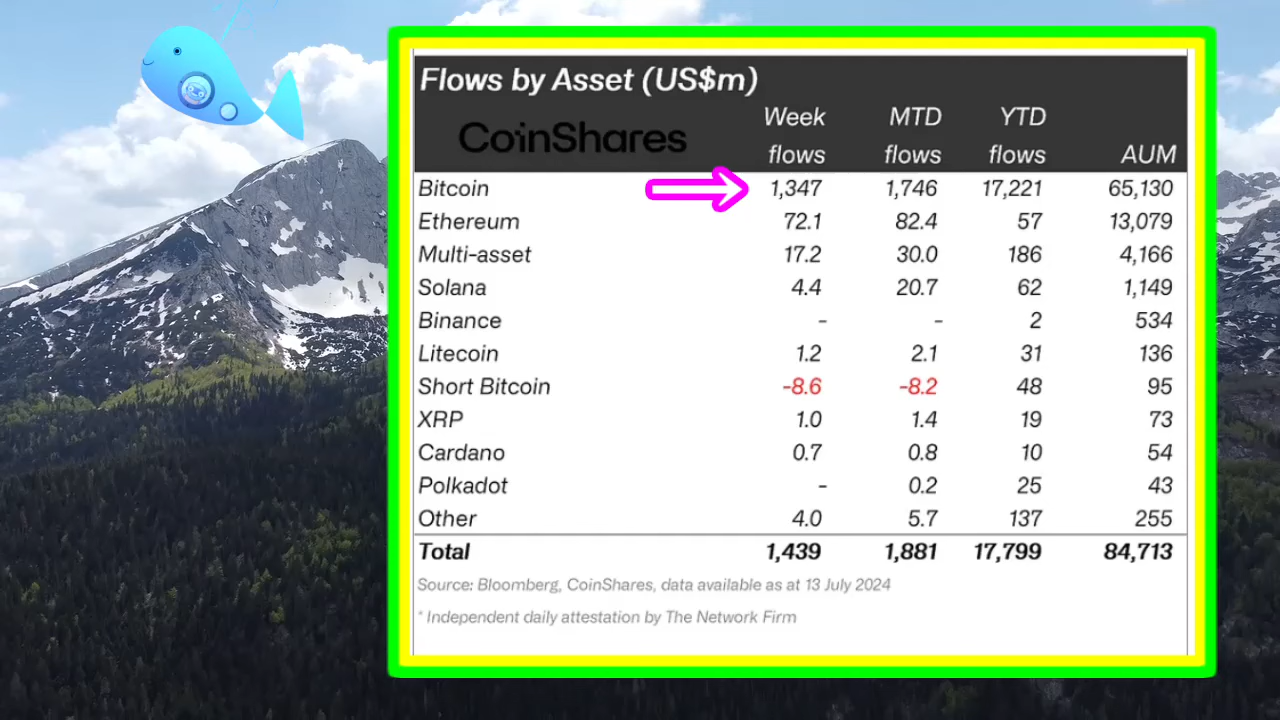 Flows by Asset (US$m)
CoinShares
Week flows MTD flows YTD flows AUM
Bitcoin 1,347 1,746 17,221 65,130
Ethereum 72.1 82.4 57 13,079
Multi-asset 17.2 30.0 186 4,166
Solana 4.4 20.7 62 1,149
Binance - - 2 534
Litecoin 1.2 2.1 31 136
Short Bitcoin -8.6 -8.2 48 95
XRP 1.0 1.4 19 73
Cardano 0.7 0.8 10 54
Polkadot - 0.2 25 43
Other 4.0 5.7 137 255
Total 1,439 1,881 17,799 84,713
Source: Bloomberg, CoinShares, data available as at 13 July 2024
* Independent daily attestation by The Network Firm